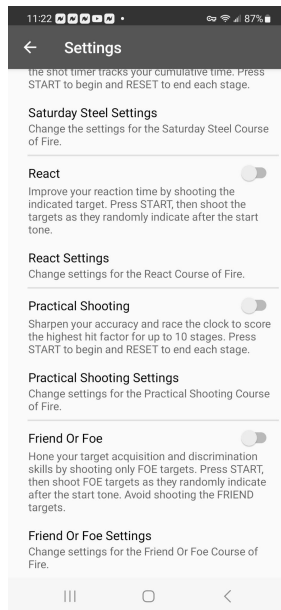 11:22
87%
Settings
the shot timer tracks your cumulative time. Press
START to begin and RESET to end each stage.
Saturday Steel Settings
Change the settings for the Saturday Steel Course
of Fire.
React
Improve your reaction time by shooting the
indicated target. Press START, then shoot the
targets as they randomly indicate after the start
tone.
React Settings
Change settings for the React Course of Fire.
Practical Shooting
Sharpen your accuracy and race the clock to score
the highest hit factor for up to 10 stages. Press
START to begin and RESET to end each stage.
Practical Shooting Settings
Change settings for the Practical Shooting Course
of Fire.
Friend Or Foe
Hone your target acquisition and discrimination
skills by shooting only FOE targets. Press START,
then shoot FOE targets as they randomly indicate
after the start tone. Avoid shooting the FRIEND
targets.
Friend Or Foe Settings
Change settings for the Friend Or Foe Course of
Fire.